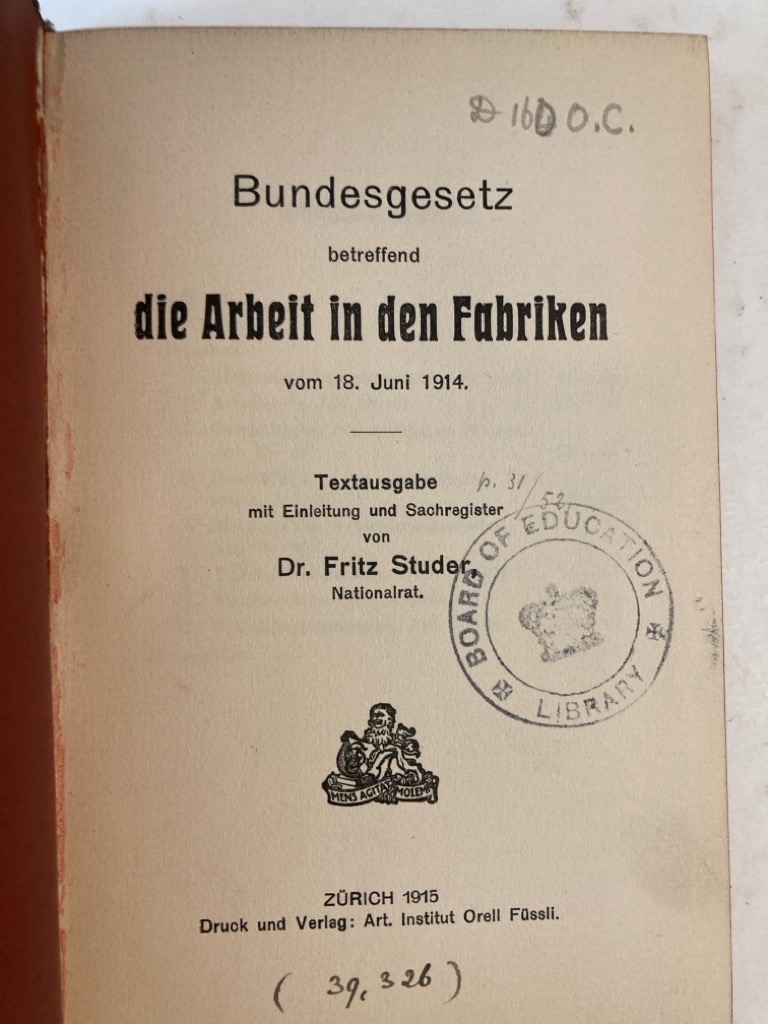 D 160 O.C.
Bundesgesetz
betreffend
die Arbeit in den Fabriken
vom 18. Juni 1914.
Textausgabe
p. 31/52
mit Einleitung und Sachregister
von
Dr. Fritz Studer,
Nationalrat.
BOARD OF EDUCATION
LIBRARY
MENS AGITAT MOLEM
ZÜRICH 1915
Druck und Verlag: Art. Institut Orell Füssli.
(39,326)